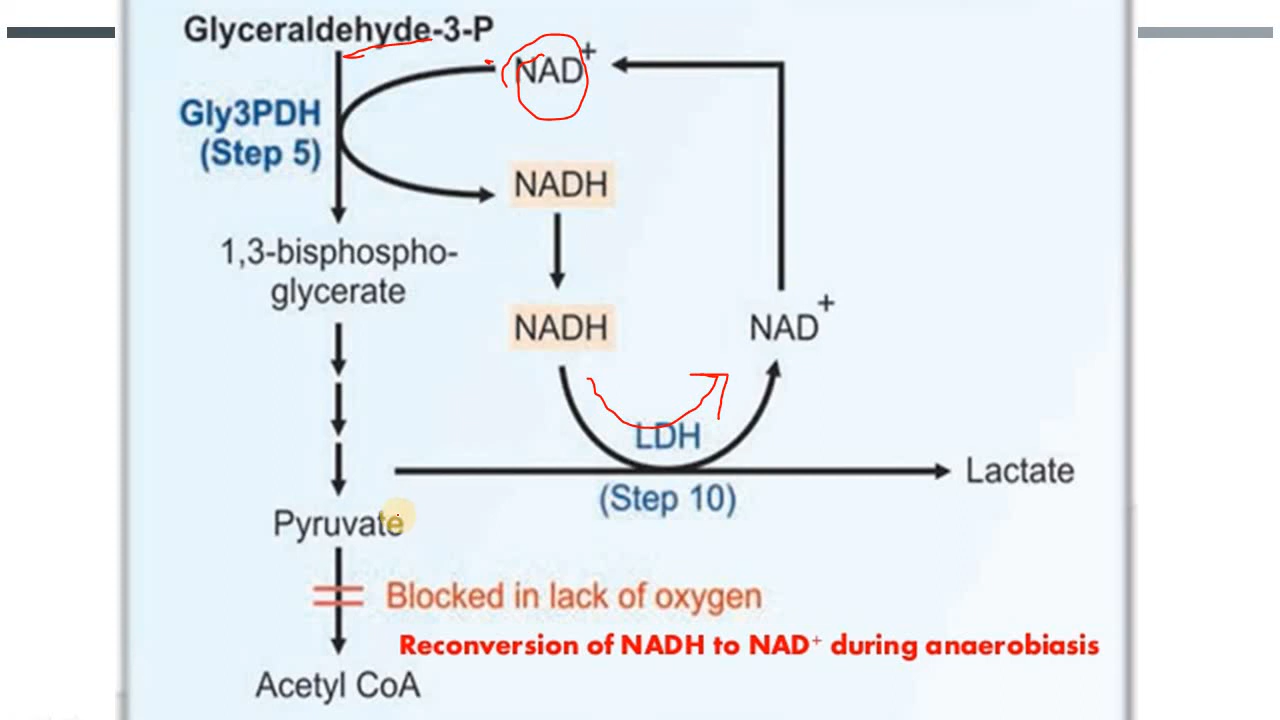 Glyceraldehyde-3-P
NAD+
Gly3PDH
(Step 5)
NADH
1,3-bisphospho-
glycerate
NADH
NAD+
LDH
Lactate
(Step 10)
Pyruvate
Blocked in lack of oxygen
Reconversion of NADH to NAD+ during anaerobiasis
Acetyl CoA